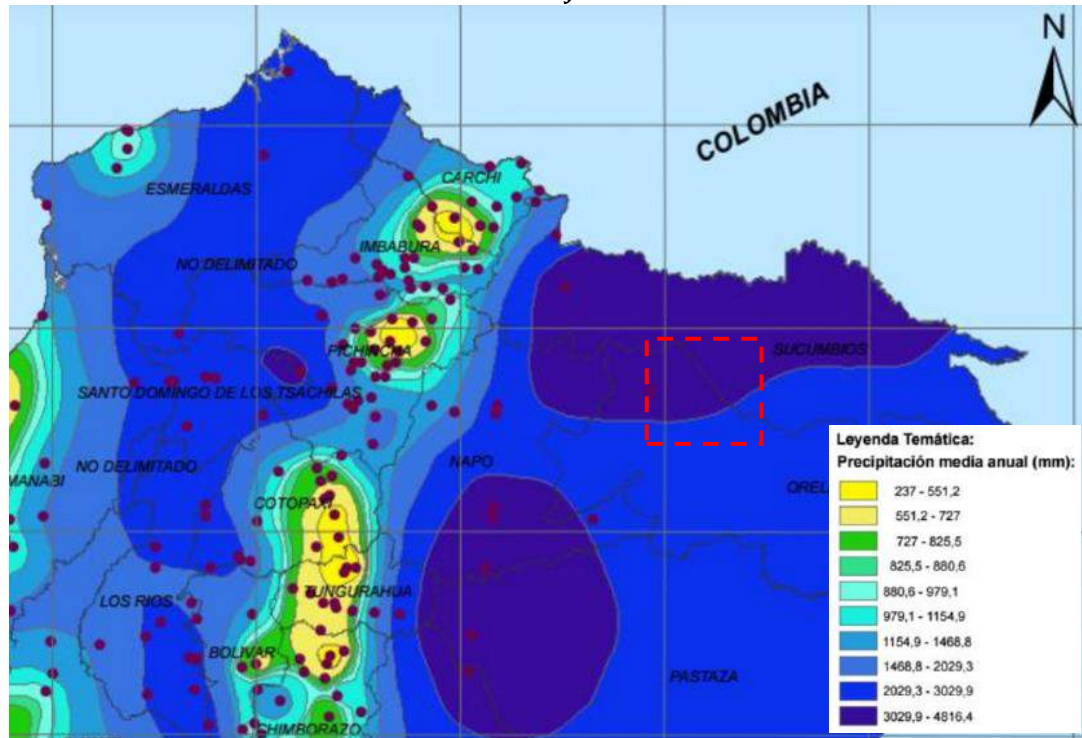 N
COLOMBIA
CARCHI
ESMERALDAS
IMBABURA
NO DELIMITADO
PICHINCHA
SUCUMBIOS
SANTO DOMINGO DE LOS TSACHILAS
NO DELIMITADO
NAPO
MANABI
COTOPAXI
OREL
LOS RIOS
TUNGURAHUA
BOLIVAR
PASTAZA
CHIMBORAZO
Leyenda Temática:
Precipitación media anual (mm):
237 - 551,2
551,2 - 727
727 - 825,5
825,5 - 880,6
880,6 - 979,1
979,1 - 1154,9
1154,9 - 1468,8
1468,8 - 2029,3
2029,3 - 3029,9
3029,9 - 4816,4